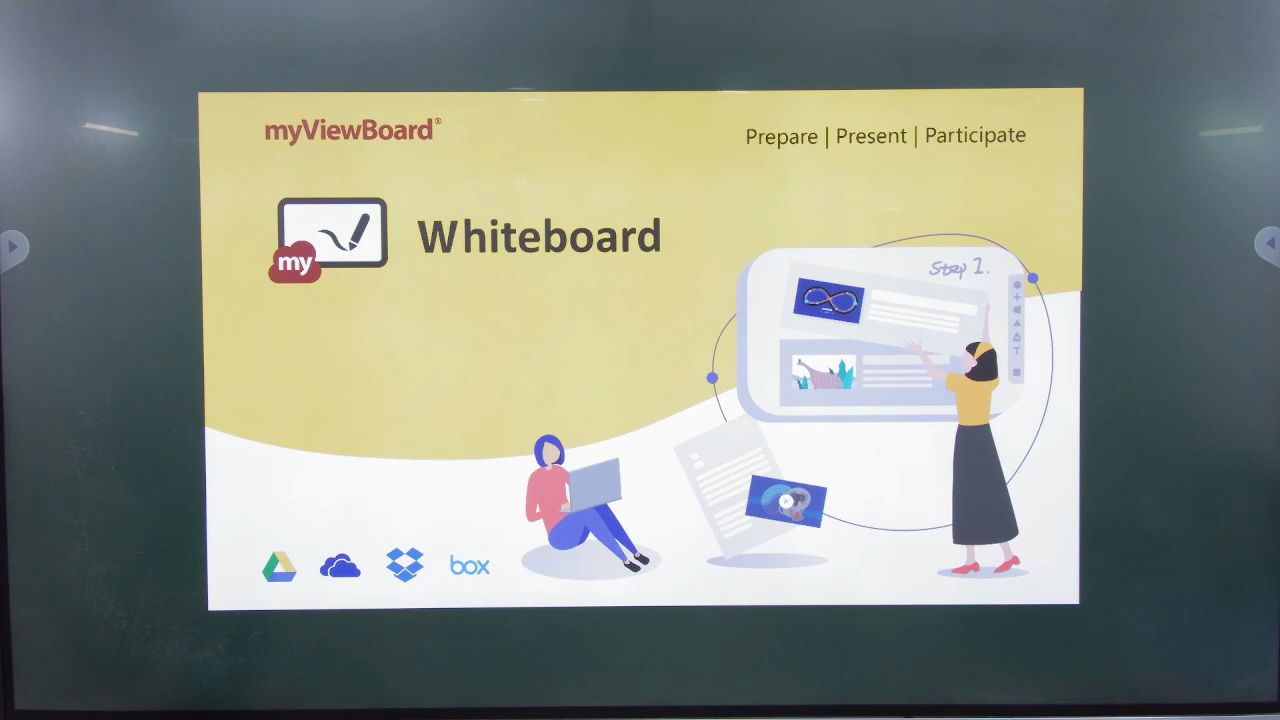 myViewBoard®
Prepare | Present | Participate
my
Whiteboard
Step 1.
T
box